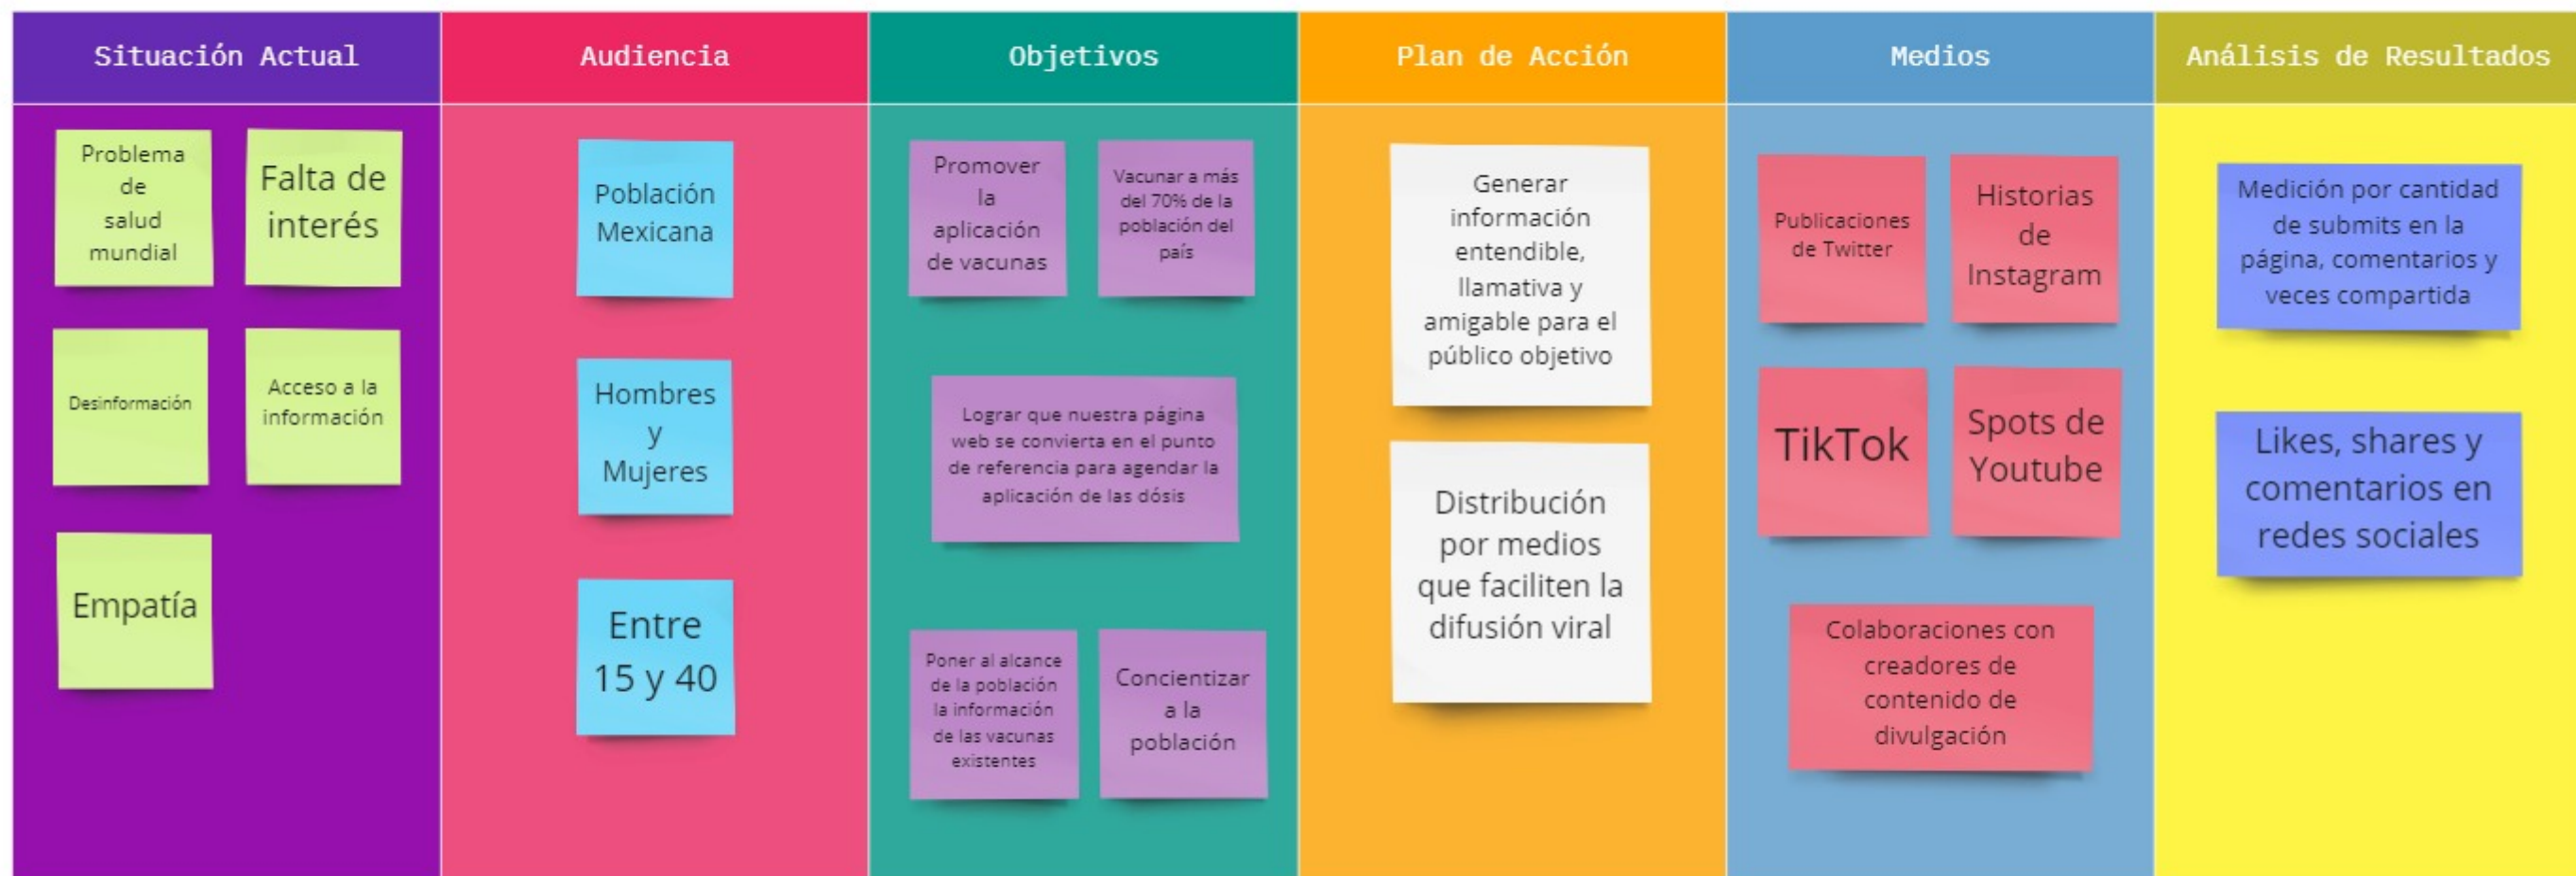 Situación Actual
Audiencia
Objetivos
Plan de Acción
Medios
Análisis de Resultados
Problema
de
salud
mundial
Falta de
interés
Desinformación
Acceso a la
información
Empatía
Población
Mexicana
Hombres
y
Mujeres
Entre
15 y 40
Promover
la
aplicación
de vacunas
Vacunar a más
del 70% de la
población del
país
Lograr que nuestra página
web se convierta en el punto
de referencia para agendar la
aplicación de las dósis
Poner al alcance
de la población
la información
de las vacunas
existentes
Concientizar
a la
población
Generar
información
entendible,
llamativa y
amigable para el
público objetivo
Distribución
por medios
que faciliten la
difusión viral
Publicaciones
de Twitter
Historias
de
Instagram
TikTok
Spots de
Youtube
Colaboraciones con
creadores de
contenido de
divulgación
Medición por cantidad
de submits en la
página, comentarios y
veces compartida
Likes, shares y
comentarios en
redes sociales